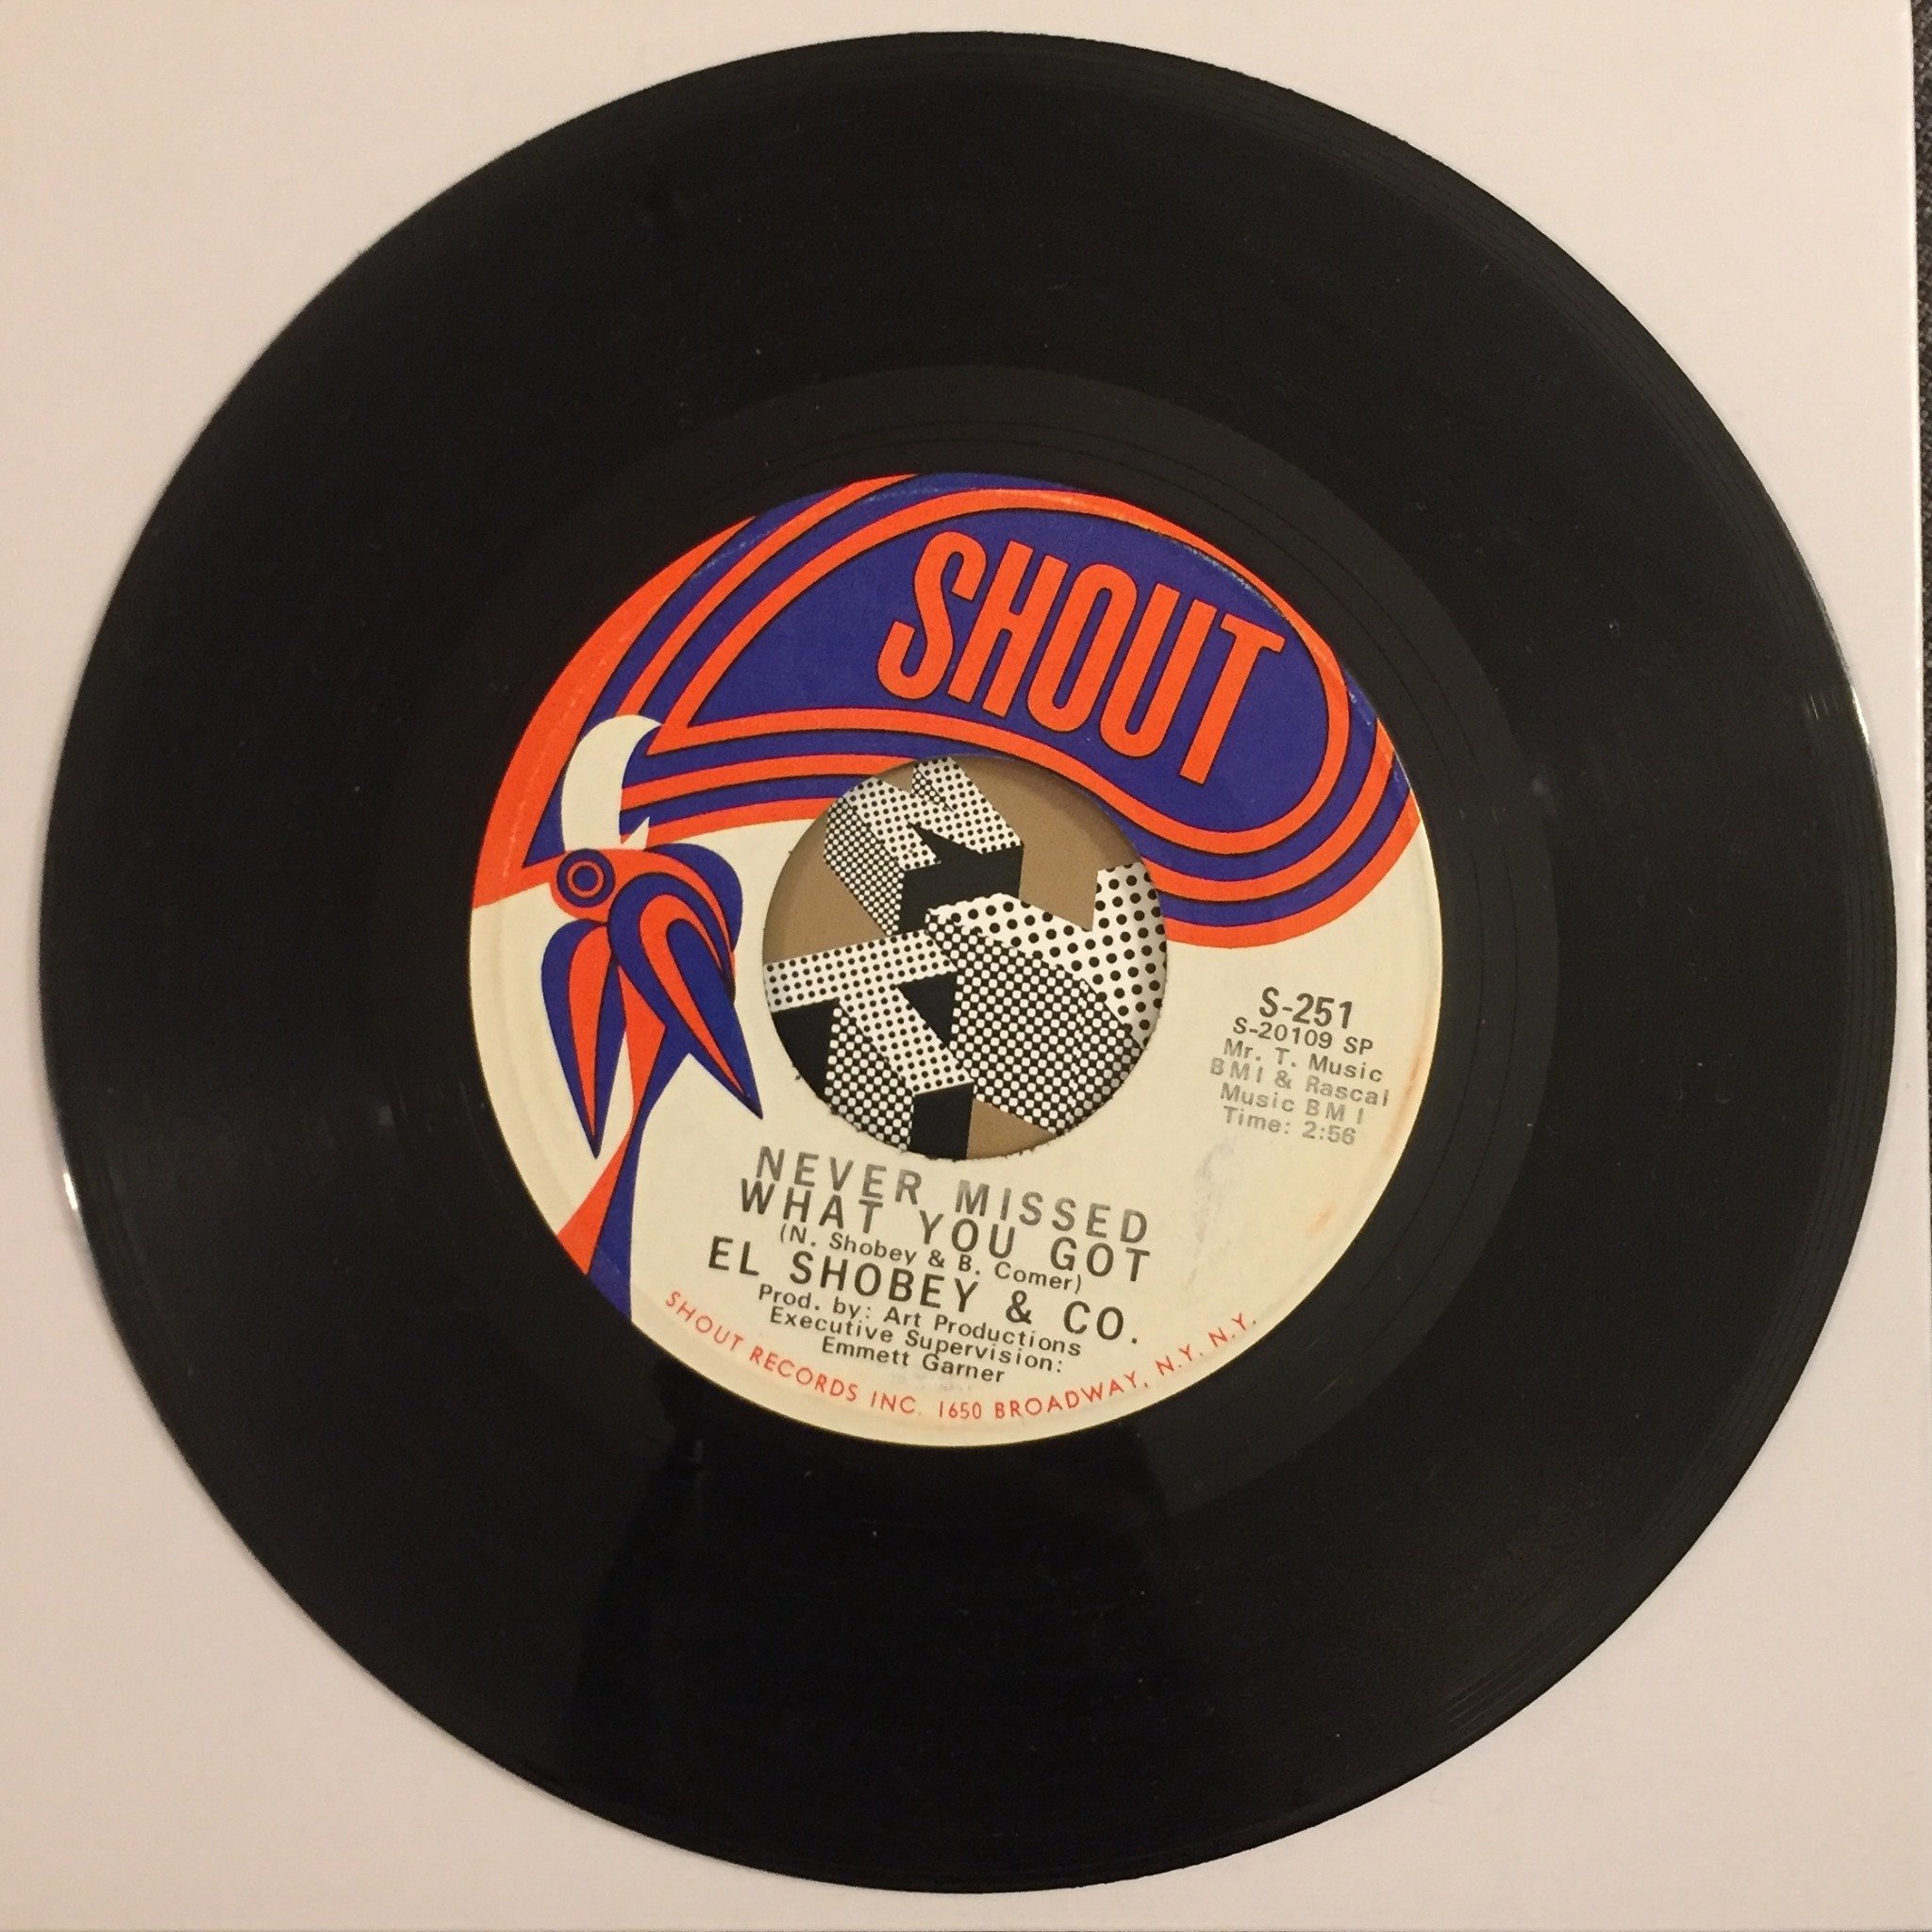 SHOUT
S-251
S-20109 SP
Mr. T. Music
BMI & Rascal
Music BMI
Time: 2:56
NEVER MISSED
WHAT YOU GOT
(N. Shobey & B. Comer)
EL SHOBEY & CO.
Prod. by: Art Productions
Executive Supervision:
Emmett Garner
SHOUT RECORDS INC. 1650 BROADWAY, N.Y. N.Y.